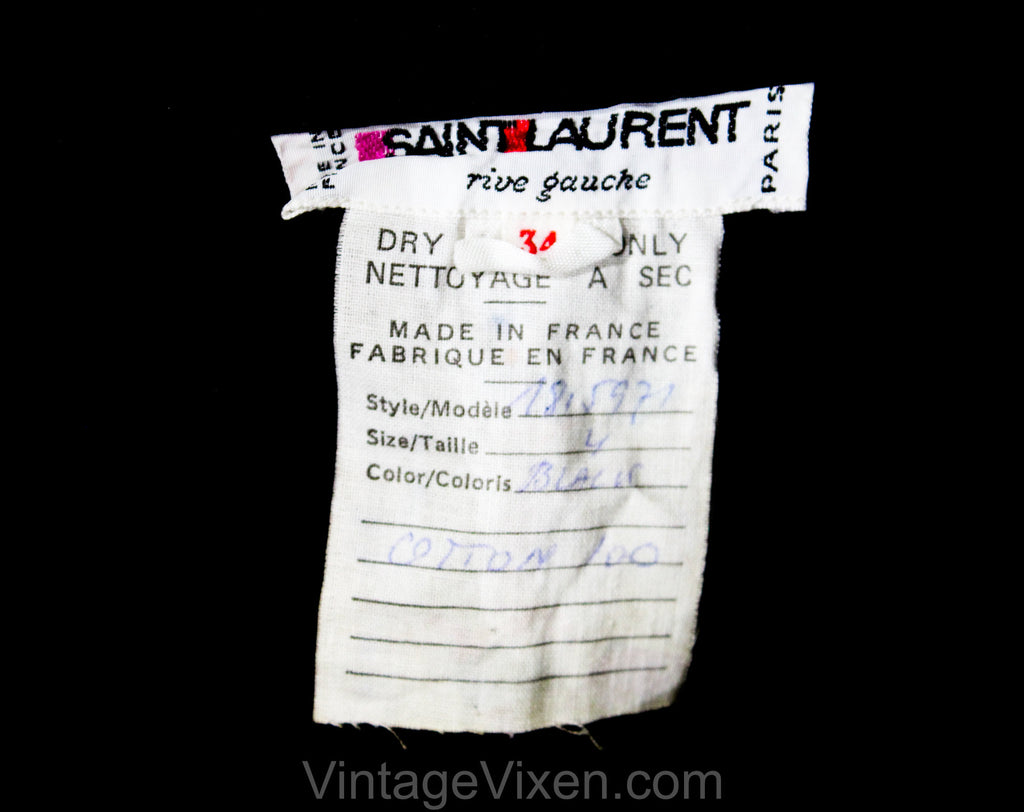 SAINT LAURENT
rive gauche
PARIS
34
DRY ONLY
NETTOYAGE A SEC
MADE IN FRANCE
FABRIQUE EN FRANCE
Style/Modèle
Size/Taille 4
Color/Coloris BLACK
COTTON 100
VintageVixen.com